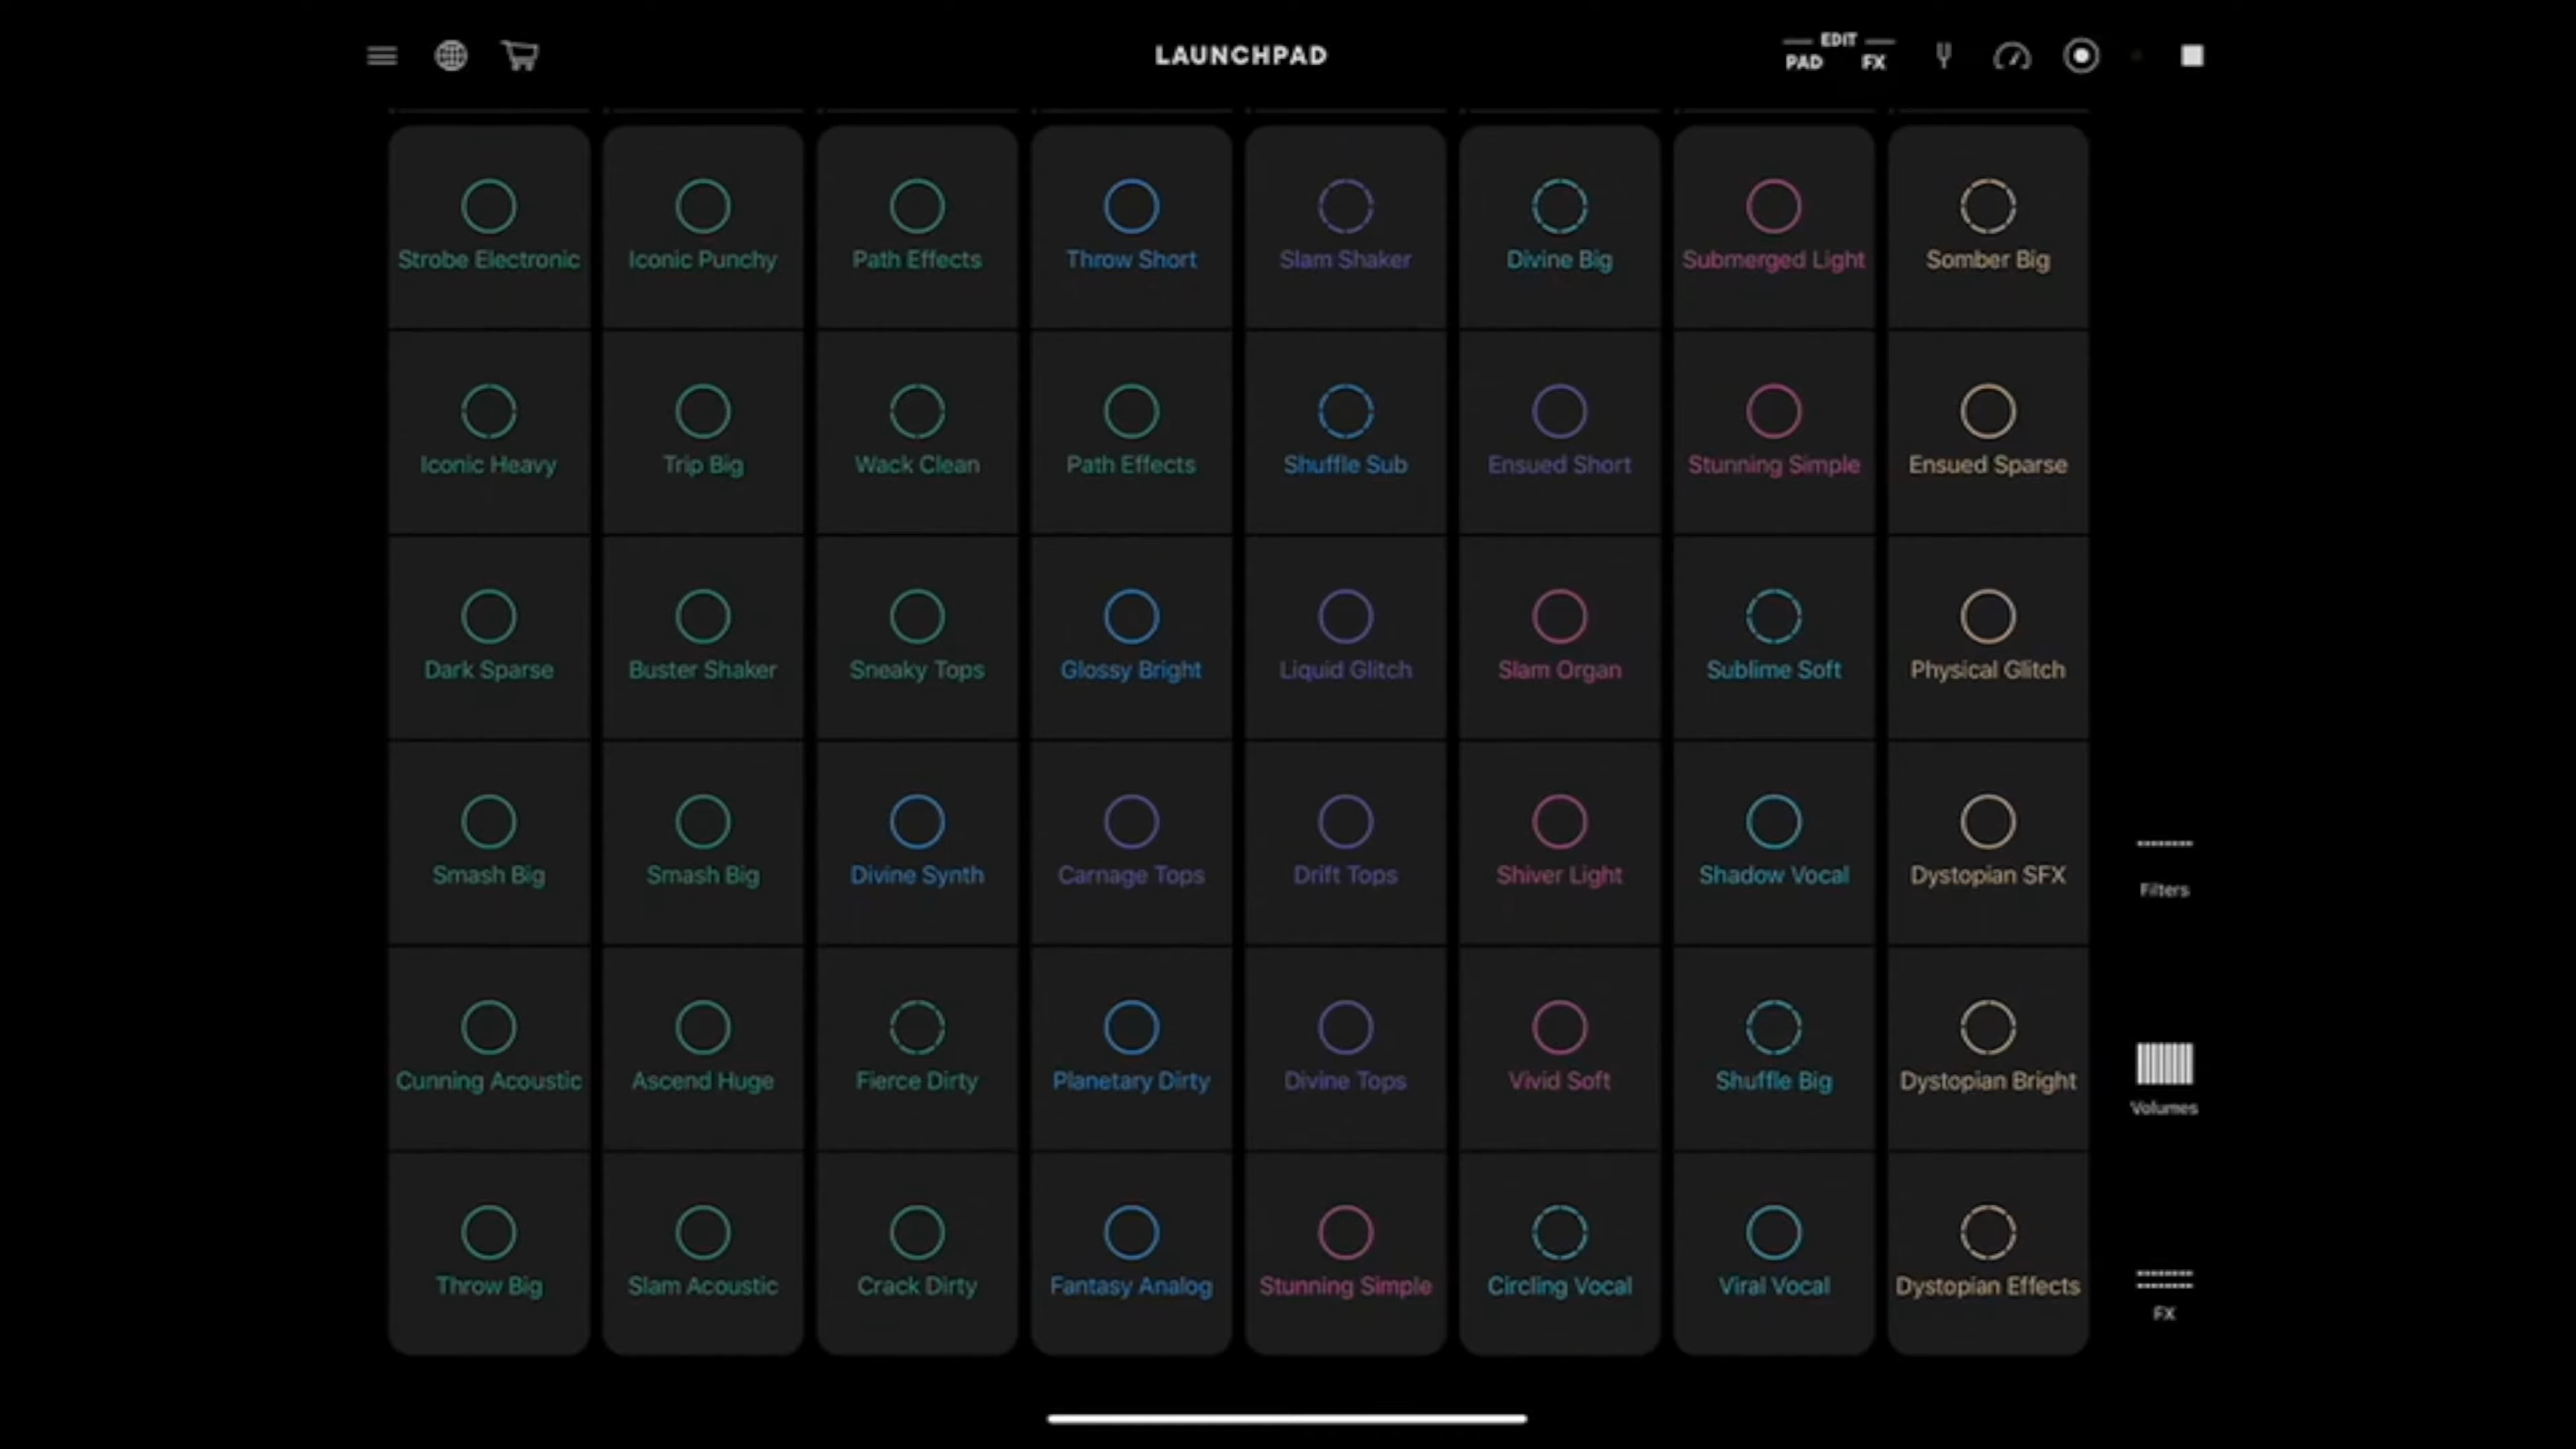 LAUNCHPAD
EDIT
PAD FX
Strobe Electronic Iconic Punchy Path Effects Throw Short Slam Shaker Divine Big Submerged Light Somber Big
Iconic Heavy Trip Big Wack Clean Path Effects Shuffle Sub Ensued Short Stunning Simple Ensued Sparse
Dark Sparse Buster Shaker Sneaky Tops Glossy Bright Liquid Glitch Slam Organ Sublime Soft Physical Glitch
Smash Big Smash Big Divine Synth Carnage Tops Drift Tops Shiver Light Shadow Vocal Dystopian SFX
Filters
Cunning Acoustic Ascend Huge Fierce Dirty Planetary Dirty Divine Tops Vivid Soft Shuffle Big Dystopian Bright
Volumes
Throw Big Slam Acoustic Crack Dirty Fantasy Analog Stunning Simple Circling Vocal Viral Vocal Dystopian Effects
FX